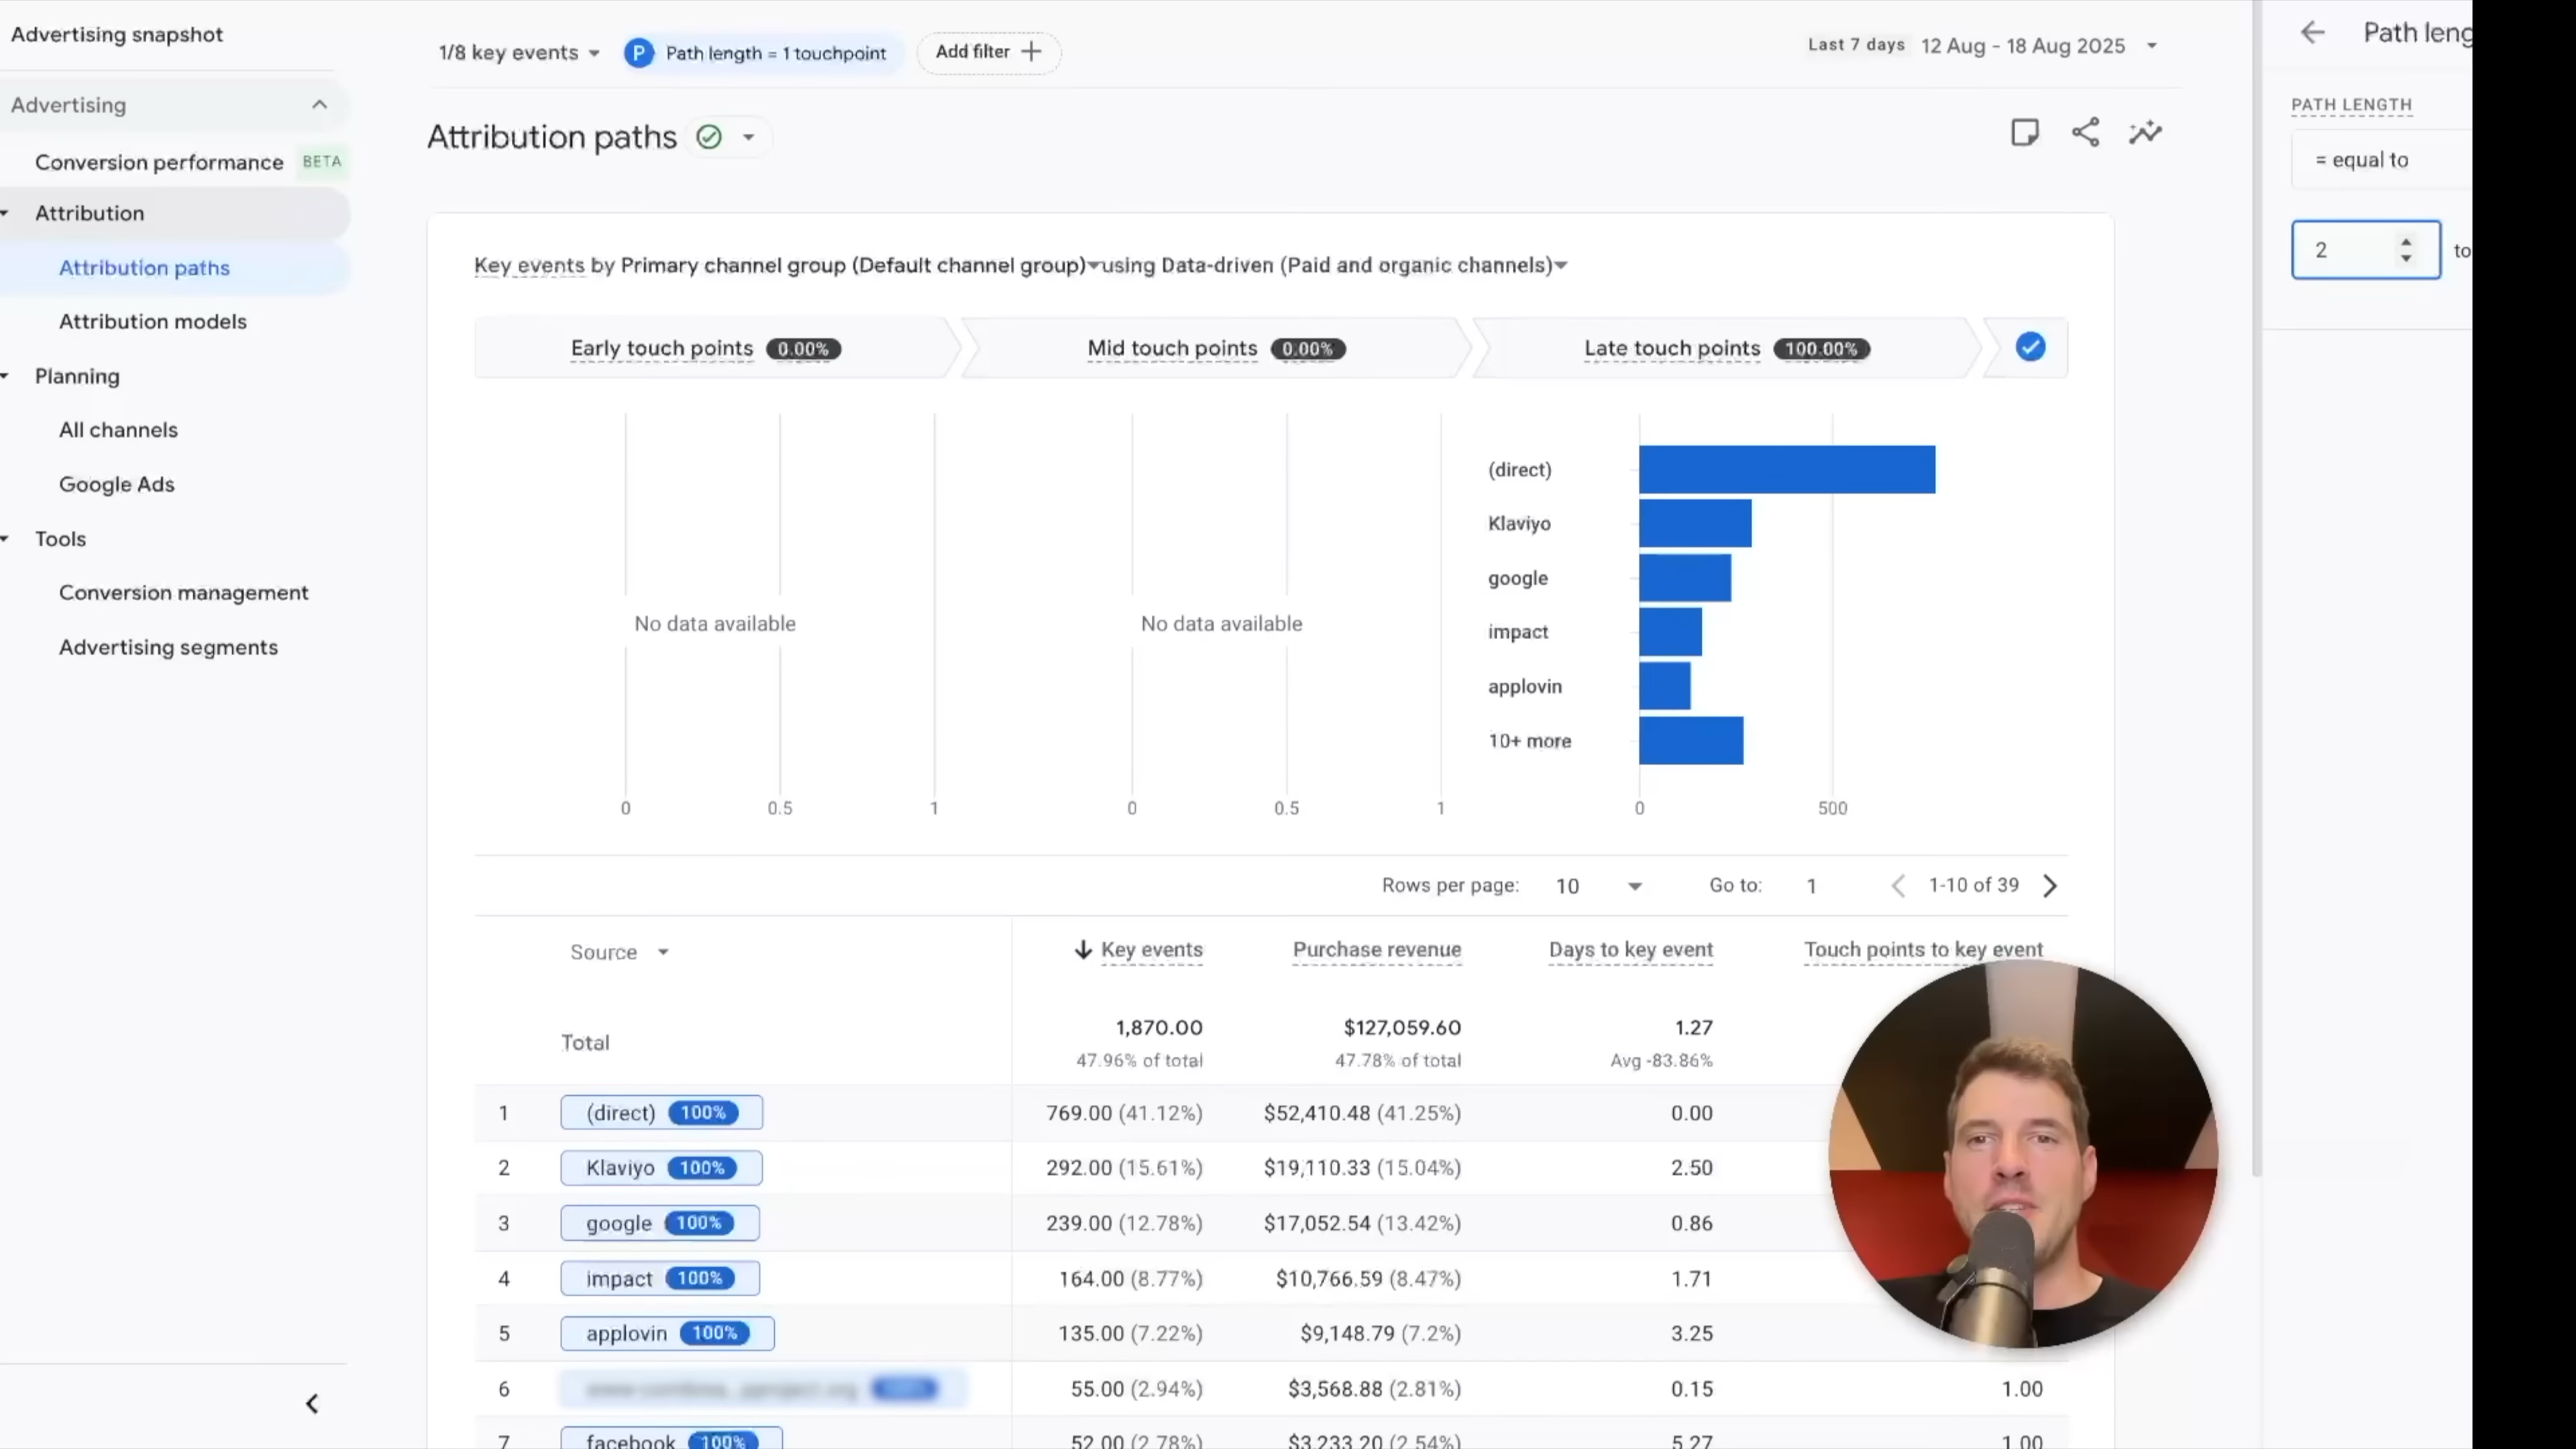 Advertising snapshot
Advertising
Conversion performance BETA
Attribution
Attribution paths
Attribution models
Planning
All channels
Google Ads
Tools
Conversion management
Advertising segments
1/8 key events
P Path length = 1 touchpoint
Add filter
Last 7 days 12 Aug - 18 Aug 2025
Attribution paths
Key events by Primary channel group (Default channel group) using Data-driven (Paid and organic channels)
Early touch points 0.00%
Mid touch points 0.00%
Late touch points 100.00%
No data available
0 0.5 1
No data available
0 0.5 1
(direct)
Klaviyo
google
impact
applovin
10+ more
0 500
Rows per page: 10 Go to: 1 1-10 of 39
Source Key events Purchase revenue Days to key event Touch points to key event
Total 1,870.00 $127,059.60 1.27
47.96% of total 47.78% of total Avg -83.86%
1 (direct) 100% 769.00 (41.12%) $52,410.48 (41.25%) 0.00
2 Klaviyo 100% 292.00 (15.61%) $19,110.33 (15.04%) 2.50
3 google 100% 239.00 (12.78%) $17,052.54 (13.42%) 0.86
4 impact 100% 164.00 (8.77%) $10,766.59 (8.47%) 1.71
5 applovin 100% 135.00 (7.22%) $9,148.79 (7.2%) 3.25
6 55.00 (2.94%) $3,568.88 (2.81%) 0.15 1.00
7 facebook 100% 52.00 (2.78%) $3,233.20 (2.54%) 5.27 1.00
Path leng
PATH LENGTH
= equal to
2 to